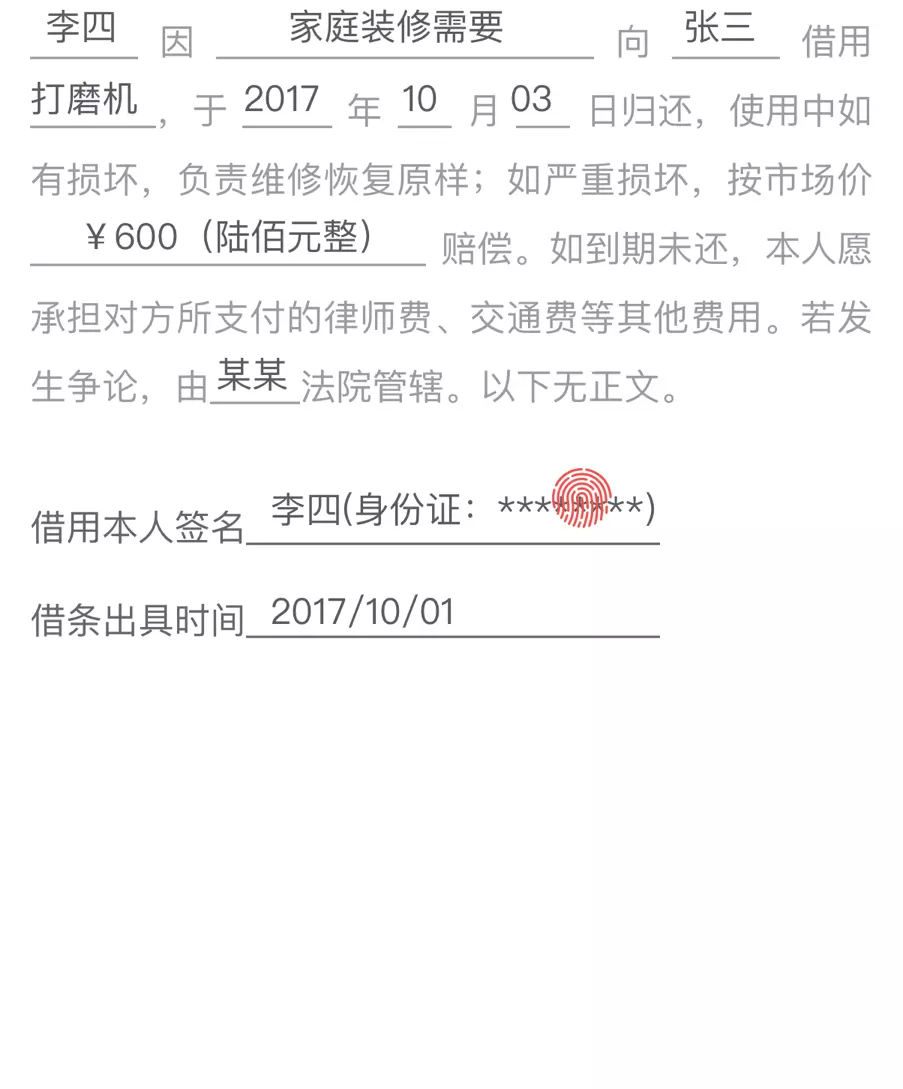 李四 因 家庭装修需要 向 张三 借用
打磨机，于 2017 年 10 月 03 日归还，使用中如
有损坏，负责维修恢复原样；如严重损坏，按市场价
￥600（陆佰元整） 赔偿。如到期未还，本人愿
承担对方所支付的律师费、交通费等其他费用。若发
生争论，由某某法院管辖。以下无正文。
借用本人签名 李四(身份证：********)
借条出具时间 2017/10/01